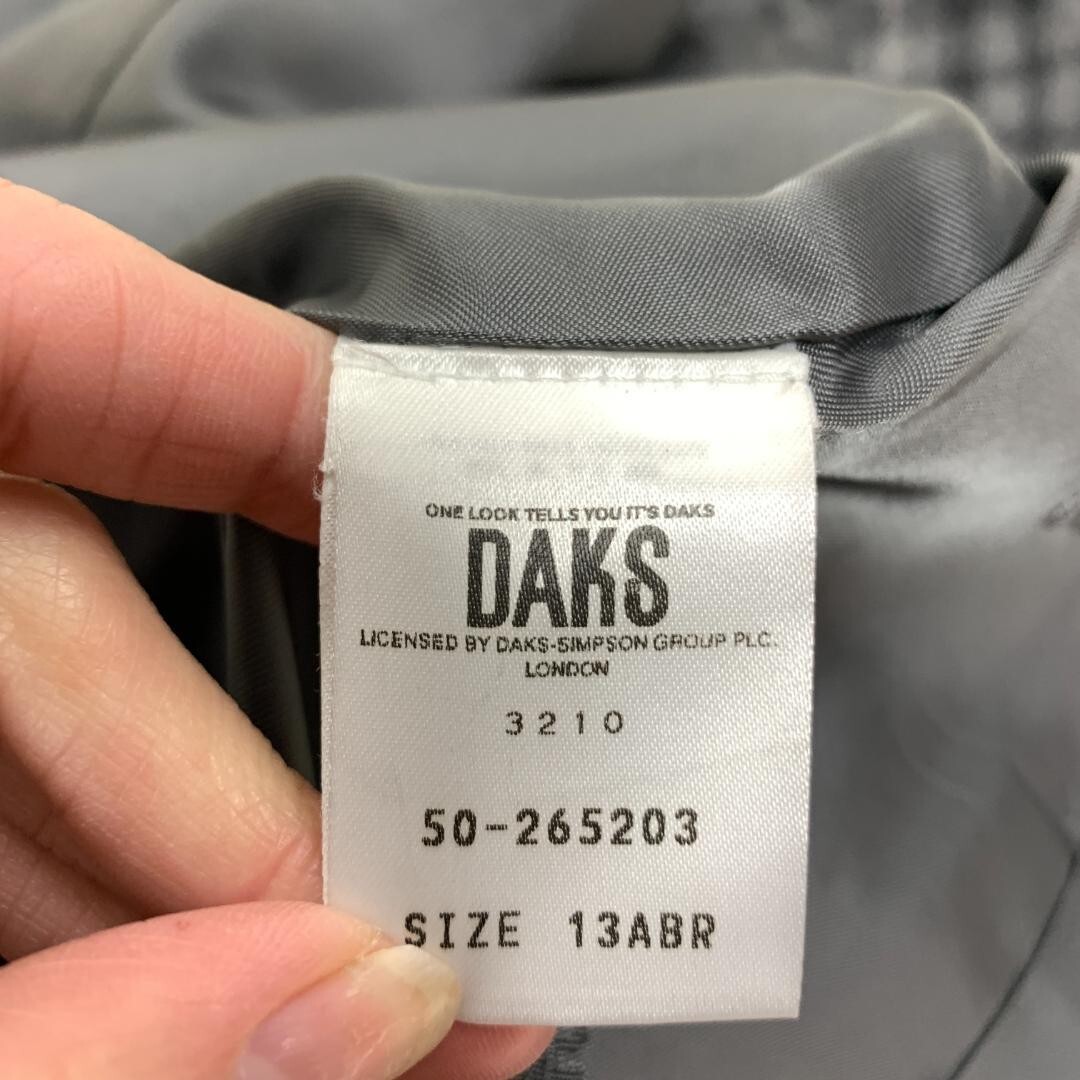 ONE LOOK TELLS YOU IT'S DAKS
DAKS
LICENSED BY DAKS-SIMPSON GROUP PLC.
LONDON
3210
50-265203
SIZE 13ABR